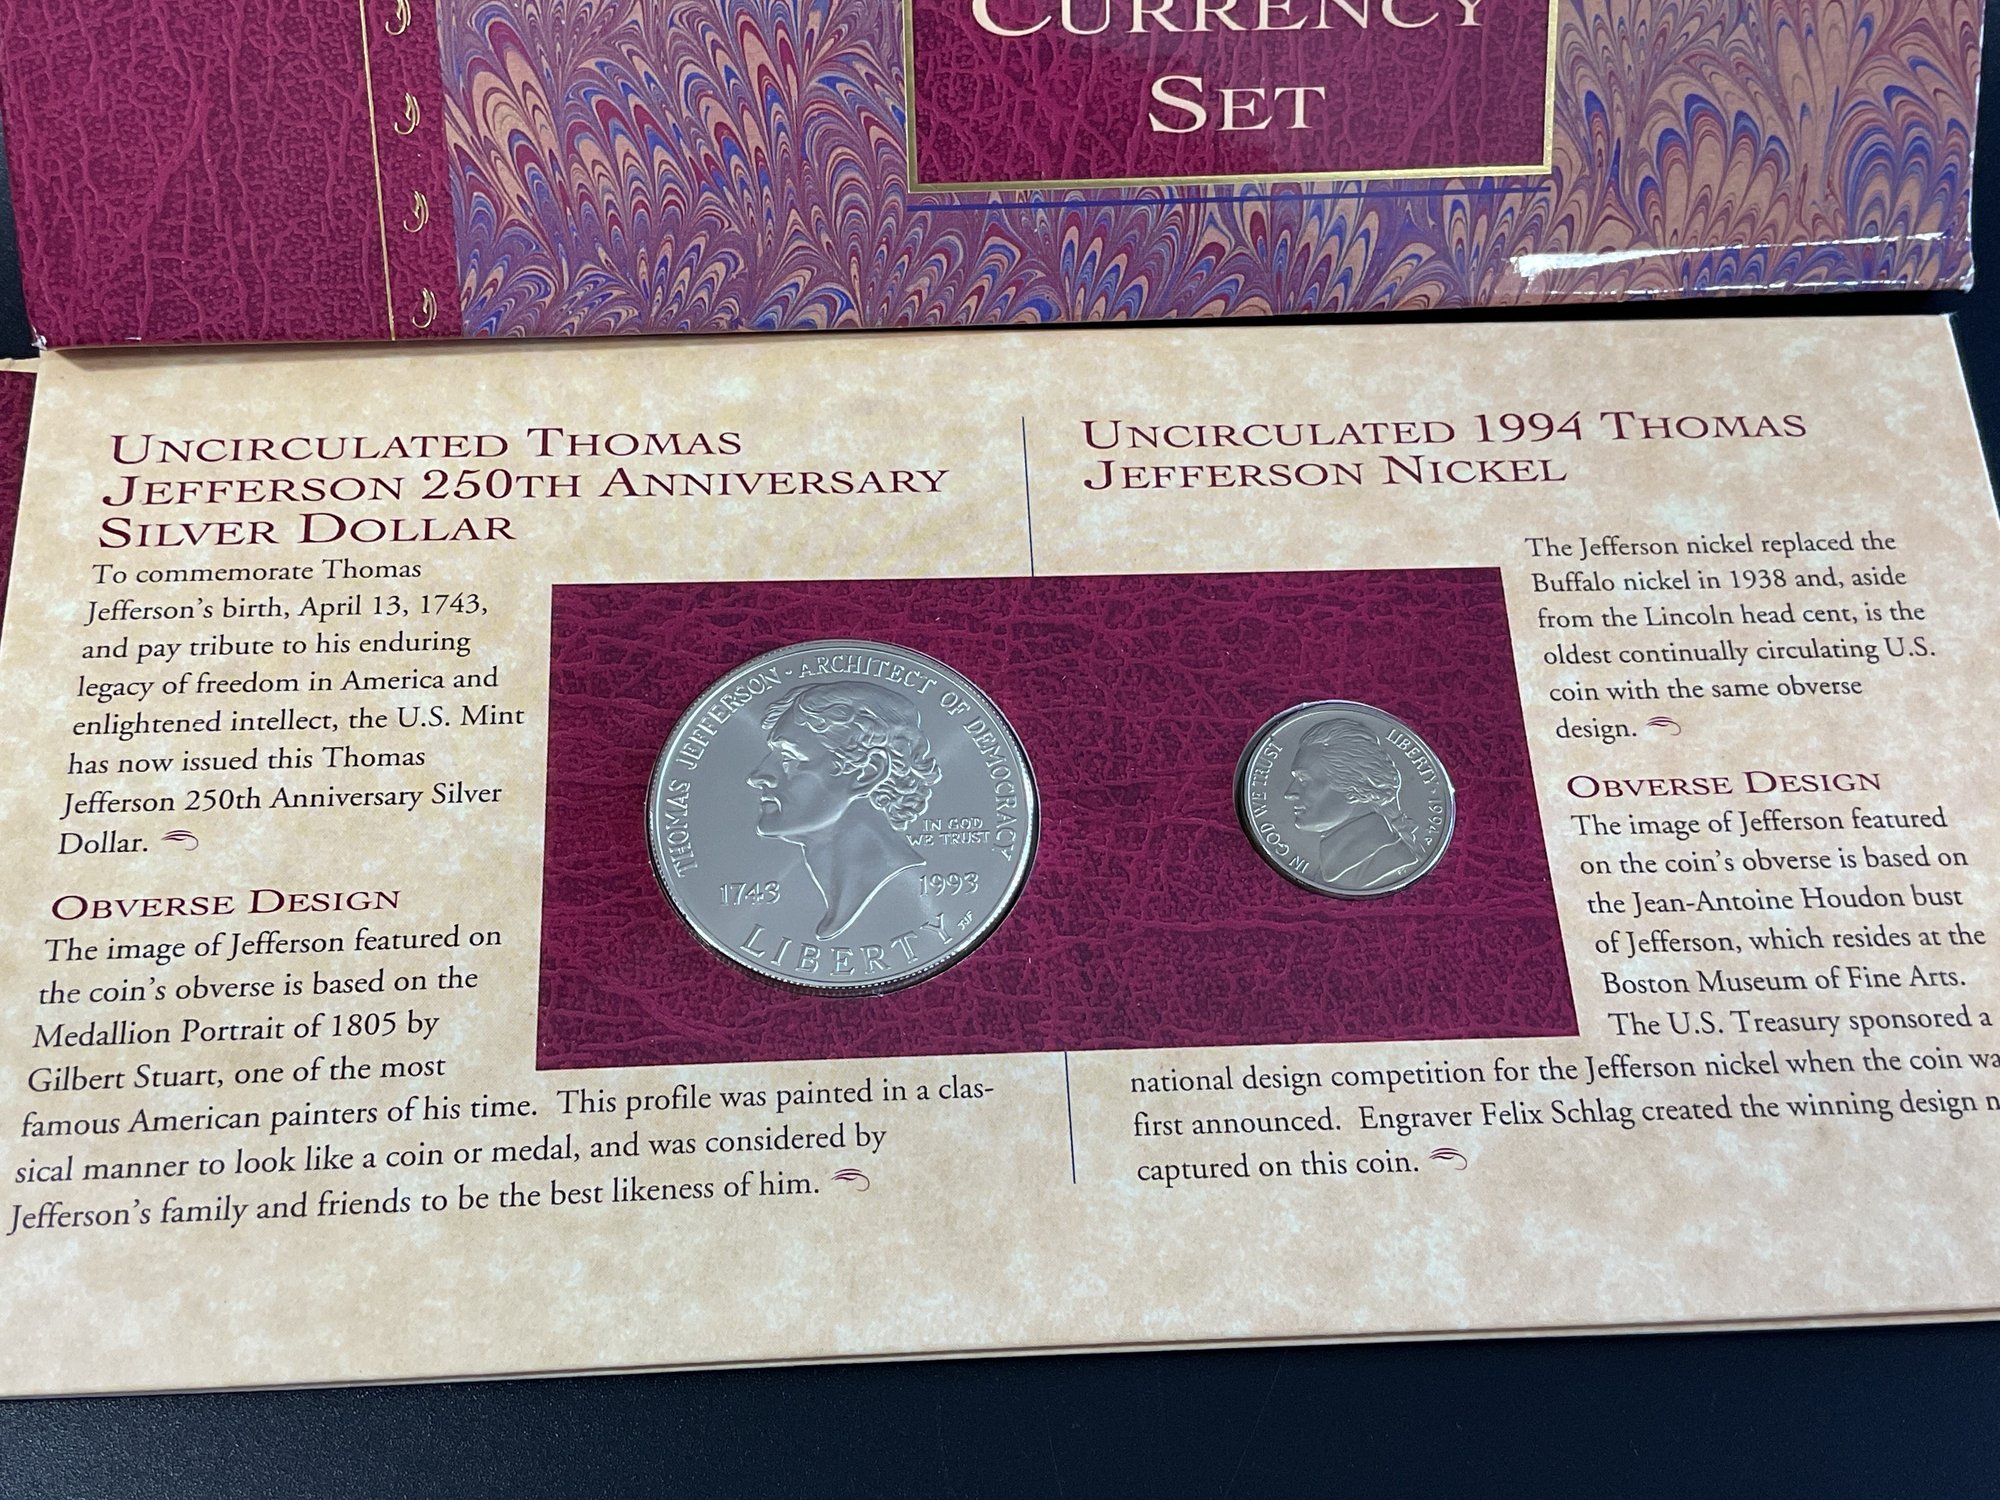 CURRENCY
SET
UNCIRCULATED THOMAS
JEFFERSON 250TH ANNIVERSARY
SILVER DOLLAR
To commemorate Thomas
Jefferson's birth, April 13, 1743,
and pay tribute to his enduring
legacy of freedom in America and
enlightened intellect, the U.S. Mint
has now issued this Thomas
Jefferson 250th Anniversary Silver
Dollar.
OBVERSE DESIGN
The image of Jefferson featured on
the coin's obverse is based on the
Medallion Portrait of 1805 by
Gilbert Stuart, one of the most
famous American painters of his time. This profile was painted in a clas-
sical manner to look like a coin or medal, and was considered by
Jefferson's family and friends to be the best likeness of him.
THOMAS JEFFERSON · ARCHITECT OF DEMOCRACY
IN GOD
WE TRUST
1743
1993
LIBERTY
UNCIRCULATED 1994 THOMAS
JEFFERSON NICKEL
The Jefferson nickel replaced the
Buffalo nickel in 1938 and, aside
from the Lincoln head cent, is the
oldest continually circulating U.S.
coin with the same obverse
design.
OBVERSE DESIGN
The image of Jefferson featured
on the coin's obverse is based on
the Jean-Antoine Houdon bust
of Jefferson, which resides at the
Boston Museum of Fine Arts.
The U.S. Treasury sponsored a
national design competition for the Jefferson nickel when the coin wa
first announced. Engraver Felix Schlag created the winning design n
captured on this coin.
IN GOD WE TRUST
LIBERTY · 1994